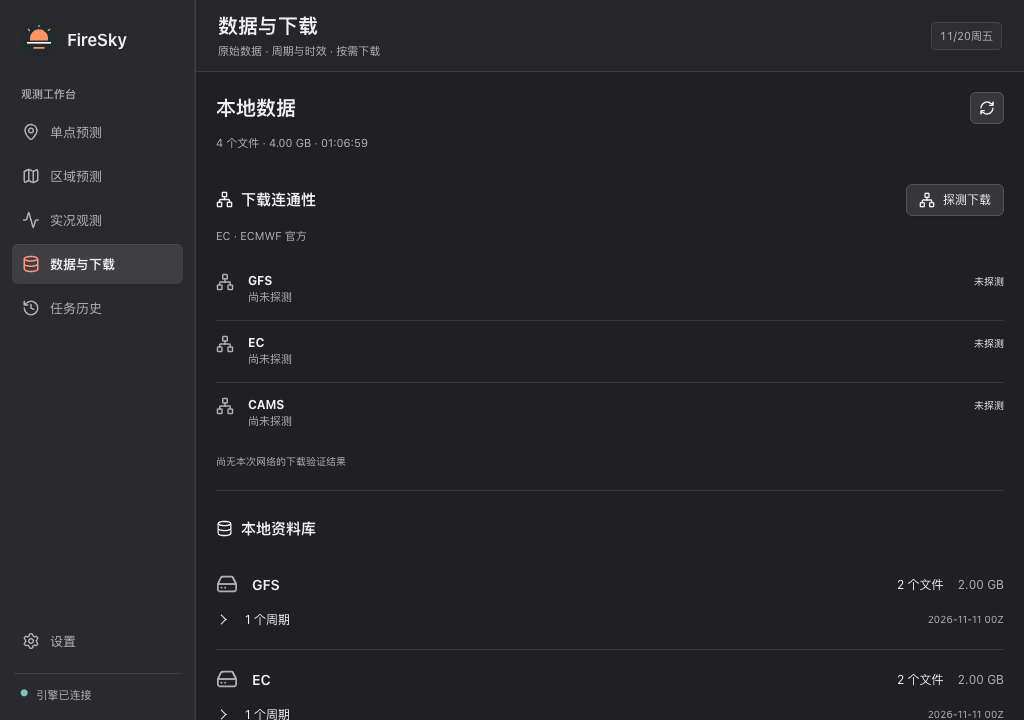 FireSky
观测工作台
单点预测
区域预测
实况观测
数据与下载
任务历史
设置
引擎已连接
数据与下载
原始数据 · 周期与时效 · 按需下载
11/20周五
本地数据
4 个文件 · 4.00 GB · 01:06:59
下载连通性
探测下载
EC · ECMWF 官方
GFS
尚未探测
未探测
EC
尚未探测
未探测
CAMS
尚未探测
未探测
尚无本次网络的下载验证结果
本地资料库
GFS
2 个文件 2.00 GB
1 个周期
2026-11-11 00Z
EC
2 个文件 2.00 GB
1 个周期
2026-11-11 00Z